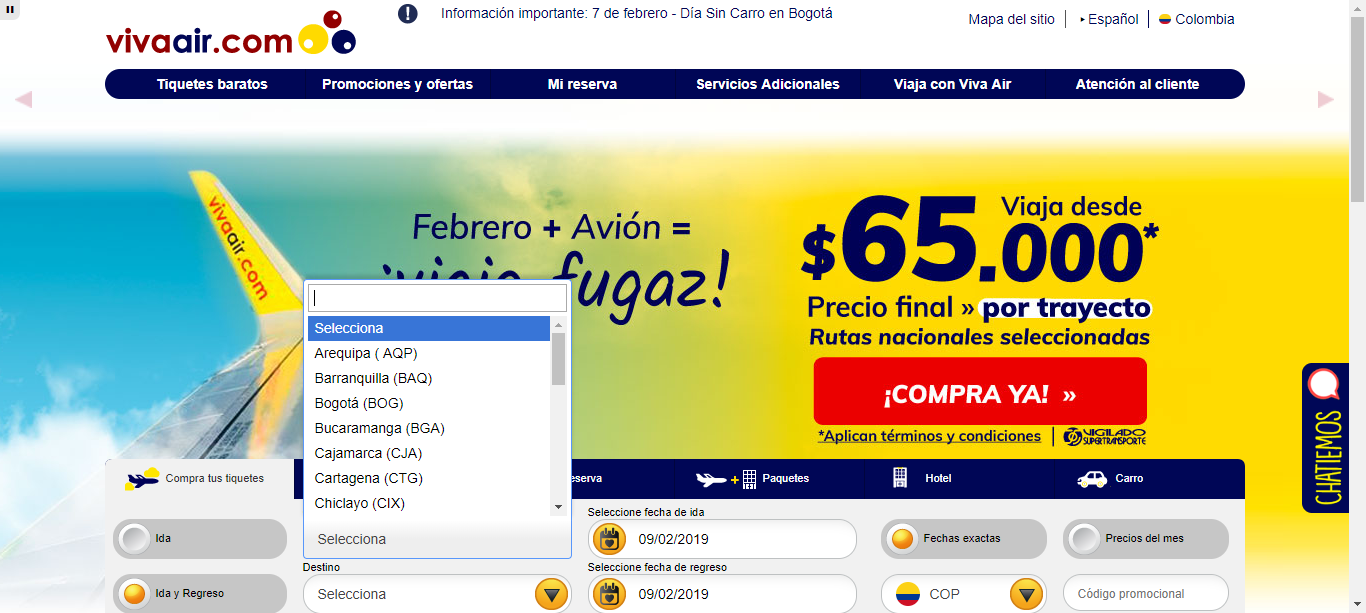 vivaair.com
Información importante: 7 de febrero - Día Sin Carro en Bogotá
Mapa del sitio
Español
Colombia
Tiquetes baratos
Promociones y ofertas
Mi reserva
Servicios Adicionales
Viaja con Viva Air
Atención al cliente
vivaair.com
Febrero + Avión =
fugaz!
Viaja desde
$65.000*
Precio final » por trayecto
Rutas nacionales seleccionadas
¡COMPRA YA! »
*Aplican términos y condiciones
VIGILADO
SUPERTRANSPORTE
CHATIEMOS
Selecciona
Arequipa ( AQP)
Barranquilla (BAQ)
Bogotá (BOG)
Bucaramanga (BGA)
Cajamarca (CJA)
Cartagena (CTG)
Chiclayo (CIX)
Selecciona
Compra tus tiquetes
Paquetes
Hotel
Carro
Ida
Ida y Regreso
Destino
Selecciona
Seleccione fecha de ida
09/02/2019
Seleccione fecha de regreso
09/02/2019
Fechas exactas
Precios del mes
COP
Código promocional